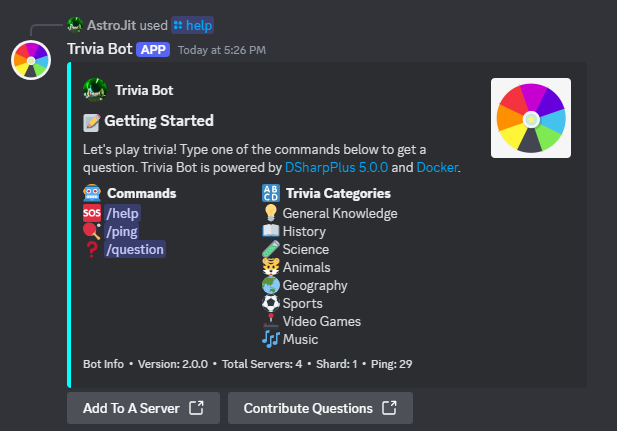 AstroJit used help
Trivia Bot APP Today at 5:26 PM
Trivia Bot
Getting Started
Let's play trivia! Type one of the commands below to get a
question. Trivia Bot is powered by DSharpPlus 5.0.0 and Docker.
Commands
SOS /help
/ping
/question
ABCD Trivia Categories
General Knowledge
History
Science
Animals
Geography
Sports
Video Games
Music
Bot Info • Version: 2.0.0 • Total Servers: 4 • Shard: 1 • Ping: 29
Add To A Server
Contribute Questions